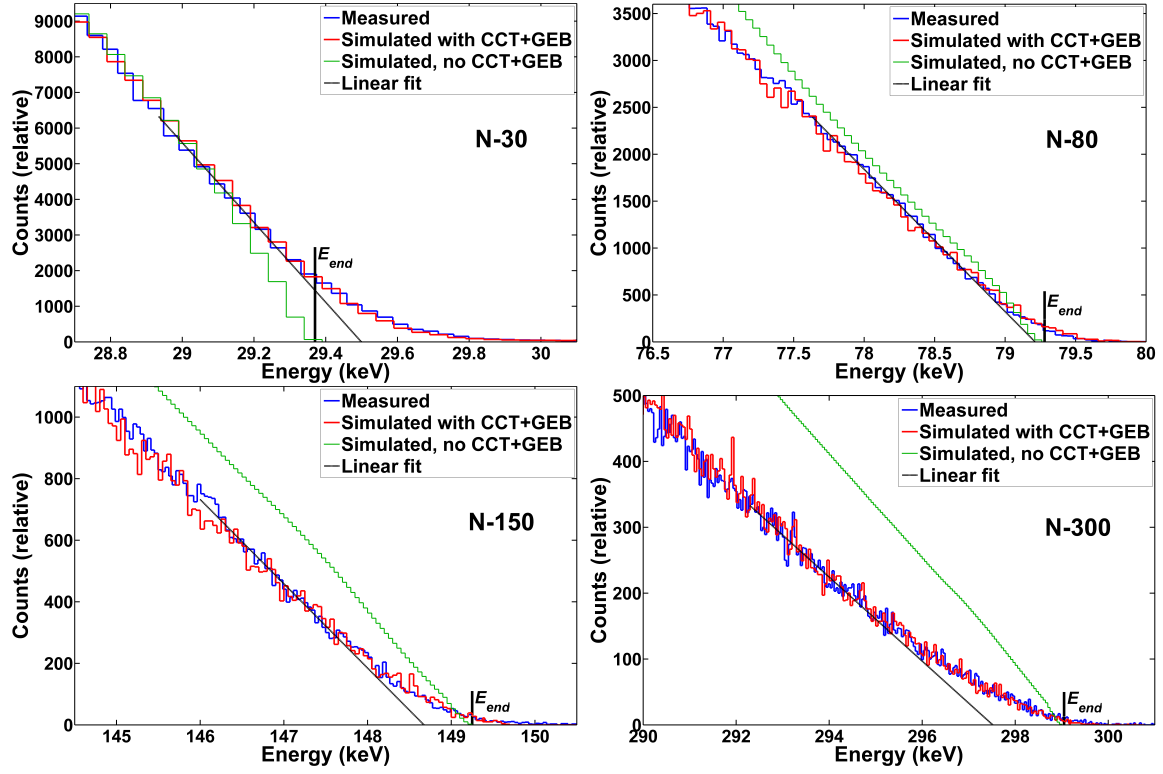 9000
8000
7000
6000
5000
4000
3000
2000
1000
0
Counts (relative)
Measured
Simulated with CCT+GEB
Simulated, no CCT+GEB
Linear fit
N-30
E_end
28.8 29 29.2 29.4 29.6 29.8 30
Energy (keV)
3500
3000
2500
2000
1500
1000
500
0
Counts (relative)
Measured
Simulated with CCT+GEB
Simulated, no CCT+GEB
Linear fit
N-80
E_end
76.5 77 77.5 78 78.5 79 79.5 80
Energy (keV)
1000
800
600
400
200
0
Counts (relative)
Measured
Simulated with CCT+GEB
Simulated, no CCT+GEB
Linear fit
N-150
E_end
145 146 147 148 149 150
Energy (keV)
500
400
300
200
100
0
Counts (relative)
Measured
Simulated with CCT+GEB
Simulated, no CCT+GEB
Linear fit
N-300
E_end
290 292 294 296 298 300
Energy (keV)